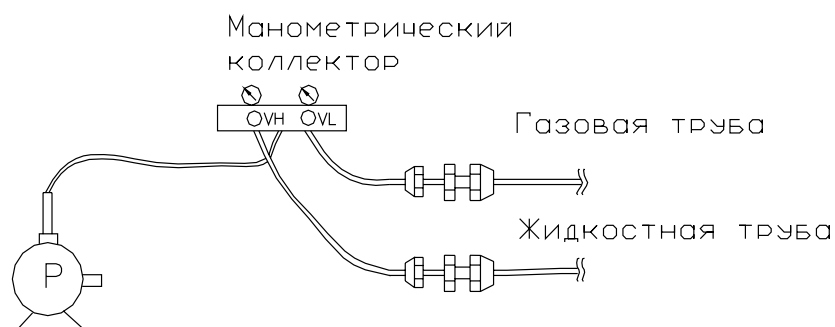 Манометрический
коллектор
VH VL
Газовая труба
Жидкостная труба
P